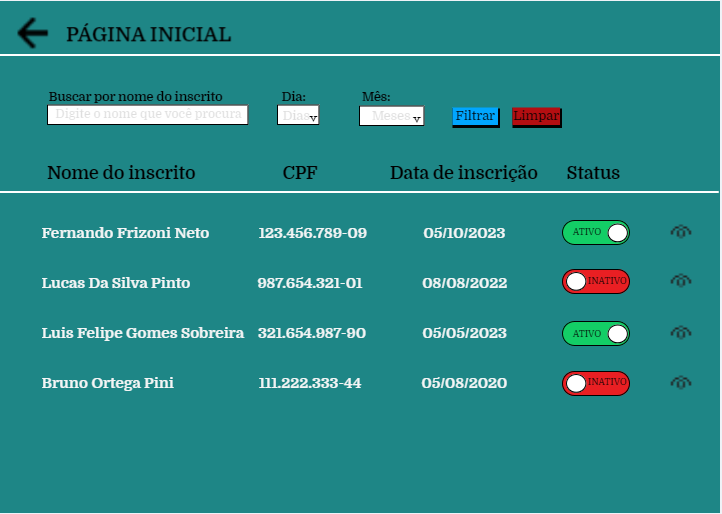 PÁGINA INICIAL
Buscar por nome do inscrito Dia: Mês:
Digite o nome que você procura Dias Meses Filtrar Limpar
Nome do inscrito CPF Data de inscrição Status
Fernando Frizoni Neto 123.456.789-09 05/10/2023 ATIVO
Lucas Da Silva Pinto 987.654.321-01 08/08/2022 INATIVO
Luis Felipe Gomes Sobreira 321.654.987-90 05/05/2023 ATIVO
Bruno Ortega Pini 111.222.333-44 05/08/2020 INATIVO